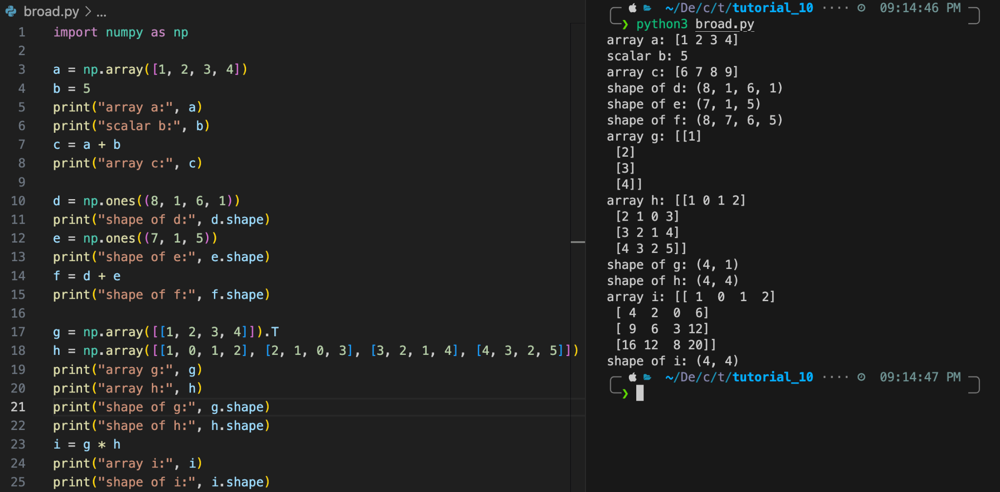 broad.py > ...
1 import numpy as np
2
3 a = np.array([1, 2, 3, 4])
4 b = 5
5 print("array a:", a)
6 print("scalar b:", b)
7 c = a + b
8 print("array c:", c)
9
10 d = np.ones((8, 1, 6, 1))
11 print("shape of d:", d.shape)
12 e = np.ones((7, 1, 5))
13 print("shape of e:", e.shape)
14 f = d + e
15 print("shape of f:", f.shape)
16
17 g = np.array([[1, 2, 3, 4]]).T
18 h = np.array([[1, 0, 1, 2], [2, 1, 0, 3], [3, 2, 1, 4], [4, 3, 2, 5]])
19 print("array g:", g)
20 print("array h:", h)
21 print("shape of g:", g.shape)
22 print("shape of h:", h.shape)
23 i = g * h
24 print("array i:", i)
25 print("shape of i:", i.shape)
~/De/c/t/tutorial_10 ···· 09:14:46 PM
❯ python3 broad.py
array a: [1 2 3 4]
scalar b: 5
array c: [6 7 8 9]
shape of d: (8, 1, 6, 1)
shape of e: (7, 1, 5)
shape of f: (8, 7, 6, 5)
array g: [[1]
 [2]
 [3]
 [4]]
array h: [[1 0 1 2]
 [2 1 0 3]
 [3 2 1 4]
 [4 3 2 5]]
shape of g: (4, 1)
shape of h: (4, 4)
array i: [[ 1  0  1  2]
 [ 4  2  0  6]
 [ 9  6  3 12]
 [16 12  8 20]]
shape of i: (4, 4)
~/De/c/t/tutorial_10 ···· 09:14:47 PM
❯